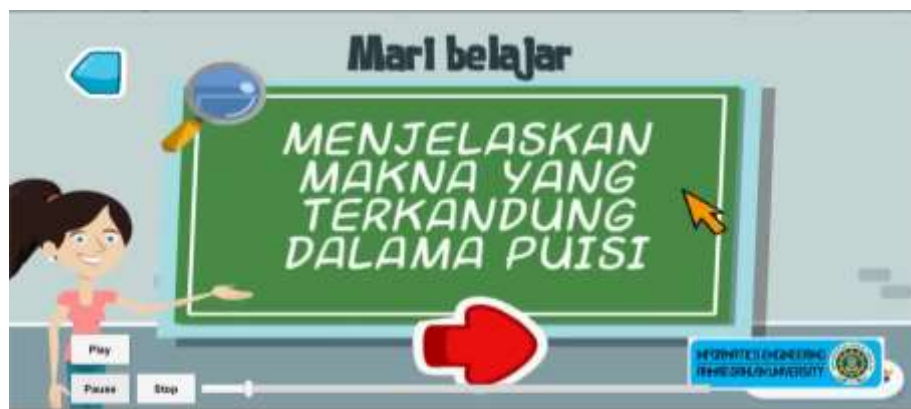 Mari belajar
MENJELASKAN
MAKNA YANG
TERKANDUNG
DALAMA PUISI
Play
Pause Stop
INFORMATICS ENGINEERING
AHMAD DAHLAN UNIVERSITY